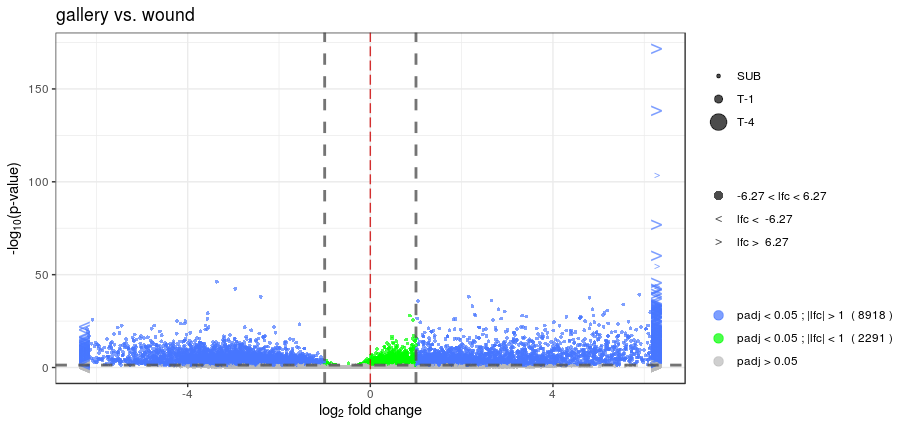 gallery vs. wound
-log10(p-value)
150
100
50
0
-4
0
4
log2 fold change
SUB
T-1
T-4
-6.27 < lfc < 6.27
< lfc < -6.27
> lfc > 6.27
padj < 0.05 ; |lfc| > 1 ( 8918 )
padj < 0.05 ; |lfc| < 1 ( 2291 )
padj > 0.05